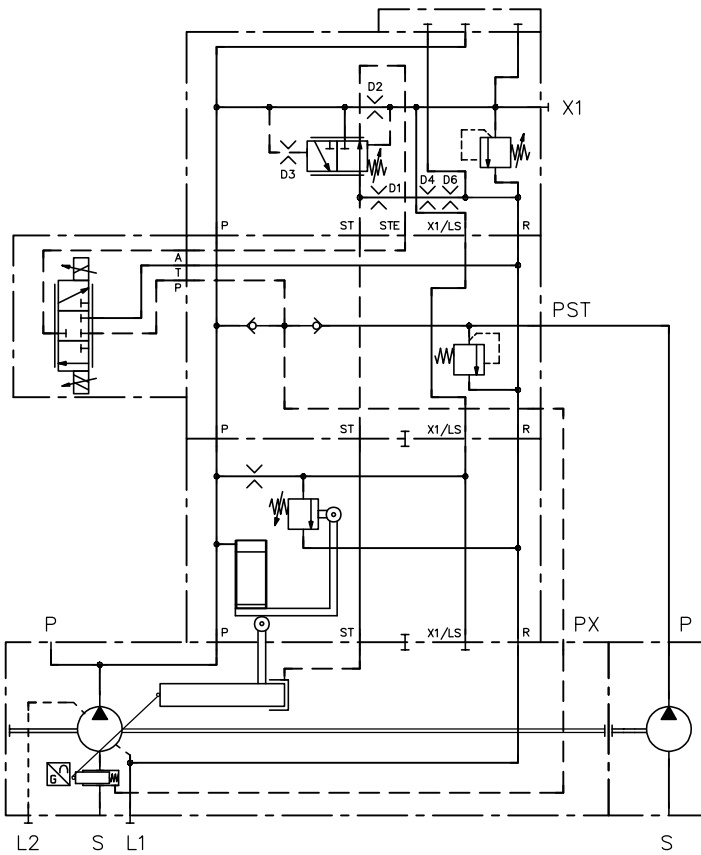 D2
X1
D3
D1 D4 D6
P ST STE X1/LS R
A
T
P
PST
P ST X1/LS R
P P ST X1/LS R PX P
G
L2 S L1 S